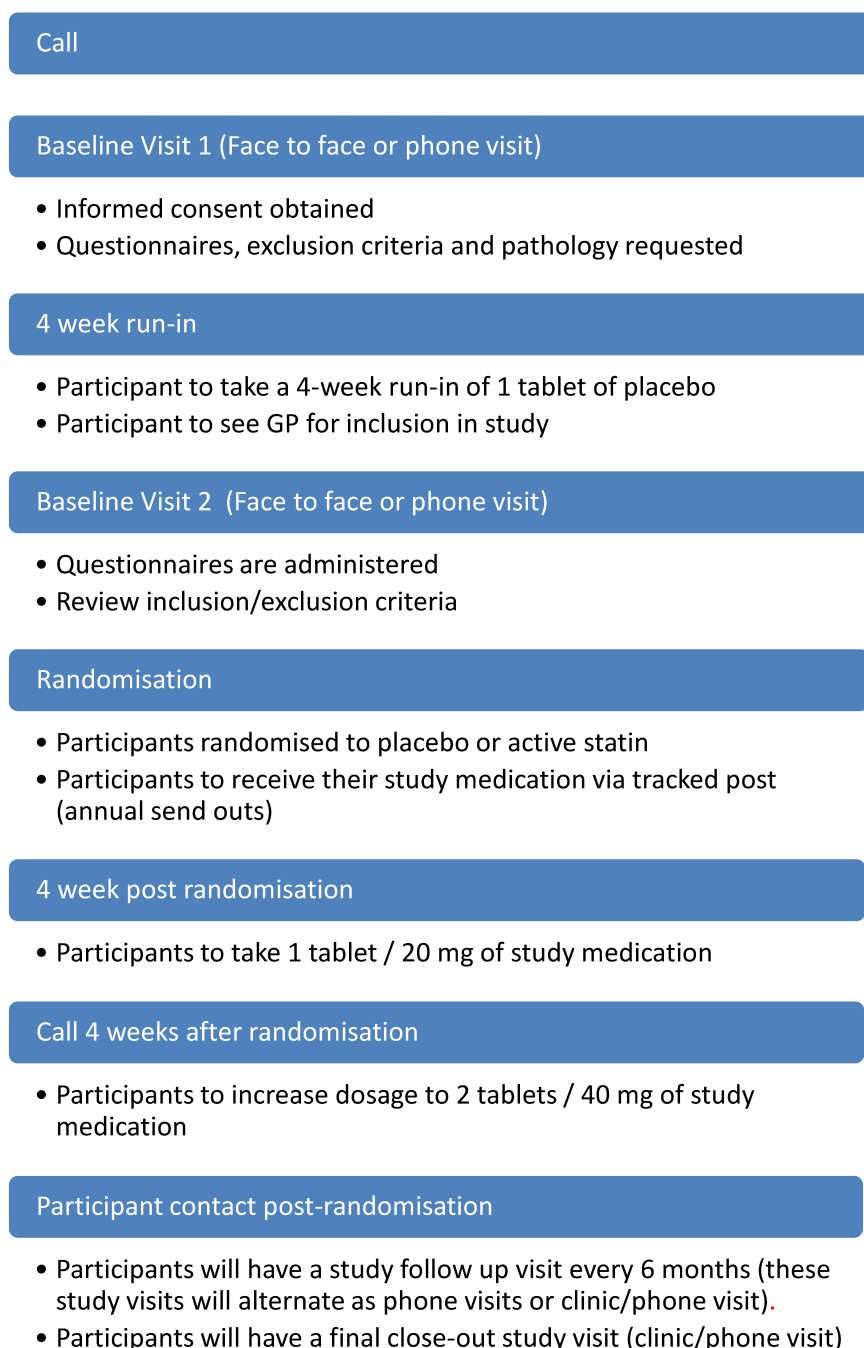 Call
Baseline Visit 1 (Face to face or phone visit)
• Informed consent obtained
• Questionnaires, exclusion criteria and pathology requested
4 week run-in
• Participant to take a 4-week run-in of 1 tablet of placebo
• Participant to see GP for inclusion in study
Baseline Visit 2  (Face to face or phone visit)
• Questionnaires are administered
• Review inclusion/exclusion criteria
Randomisation
• Participants randomised to placebo or active statin
• Participants to receive their study medication via tracked post
(annual send outs)
4 week post randomisation
• Participants to take 1 tablet / 20 mg of study medication
Call 4 weeks after randomisation
• Participants to increase dosage to 2 tablets / 40 mg of study
medication
Participant contact post-randomisation
• Participants will have a study follow up visit every 6 months (these
study visits will alternate as phone visits or clinic/phone visit).
• Participants will have a final close-out study visit (clinic/phone visit)